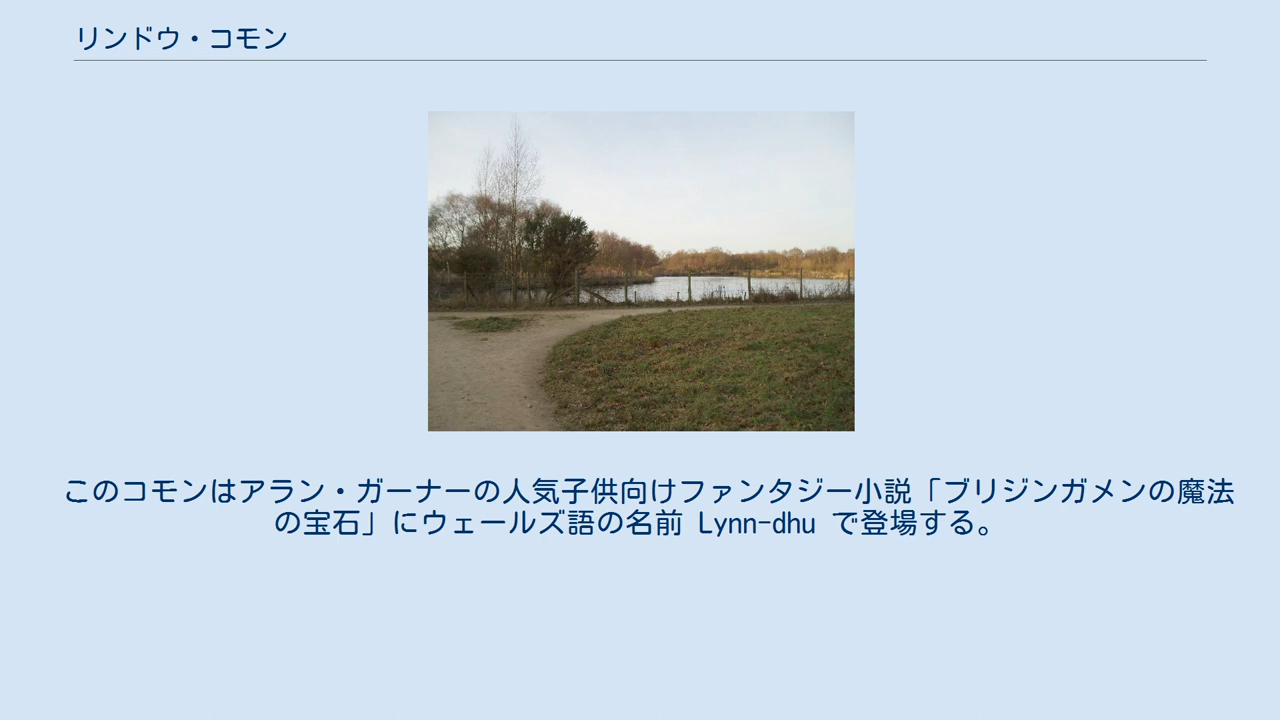 リンドウ・コモン
このコモンはアラン・ガーナーの人気子供向けファンタジー小説「ブリジンガメンの魔法
の宝石」にウェールズ語の名前 Lynn-dhu で登場する。